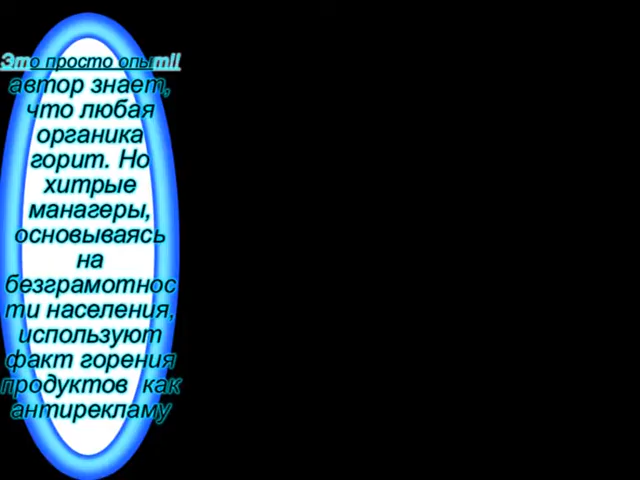 Это просто опыт!!
автор знает,
что любая
органика
горит. Но
хитрые
манагеры,
основываясь
на
безграмотнос
ти населения,
используют
факт горения
продуктов как
антирекламу